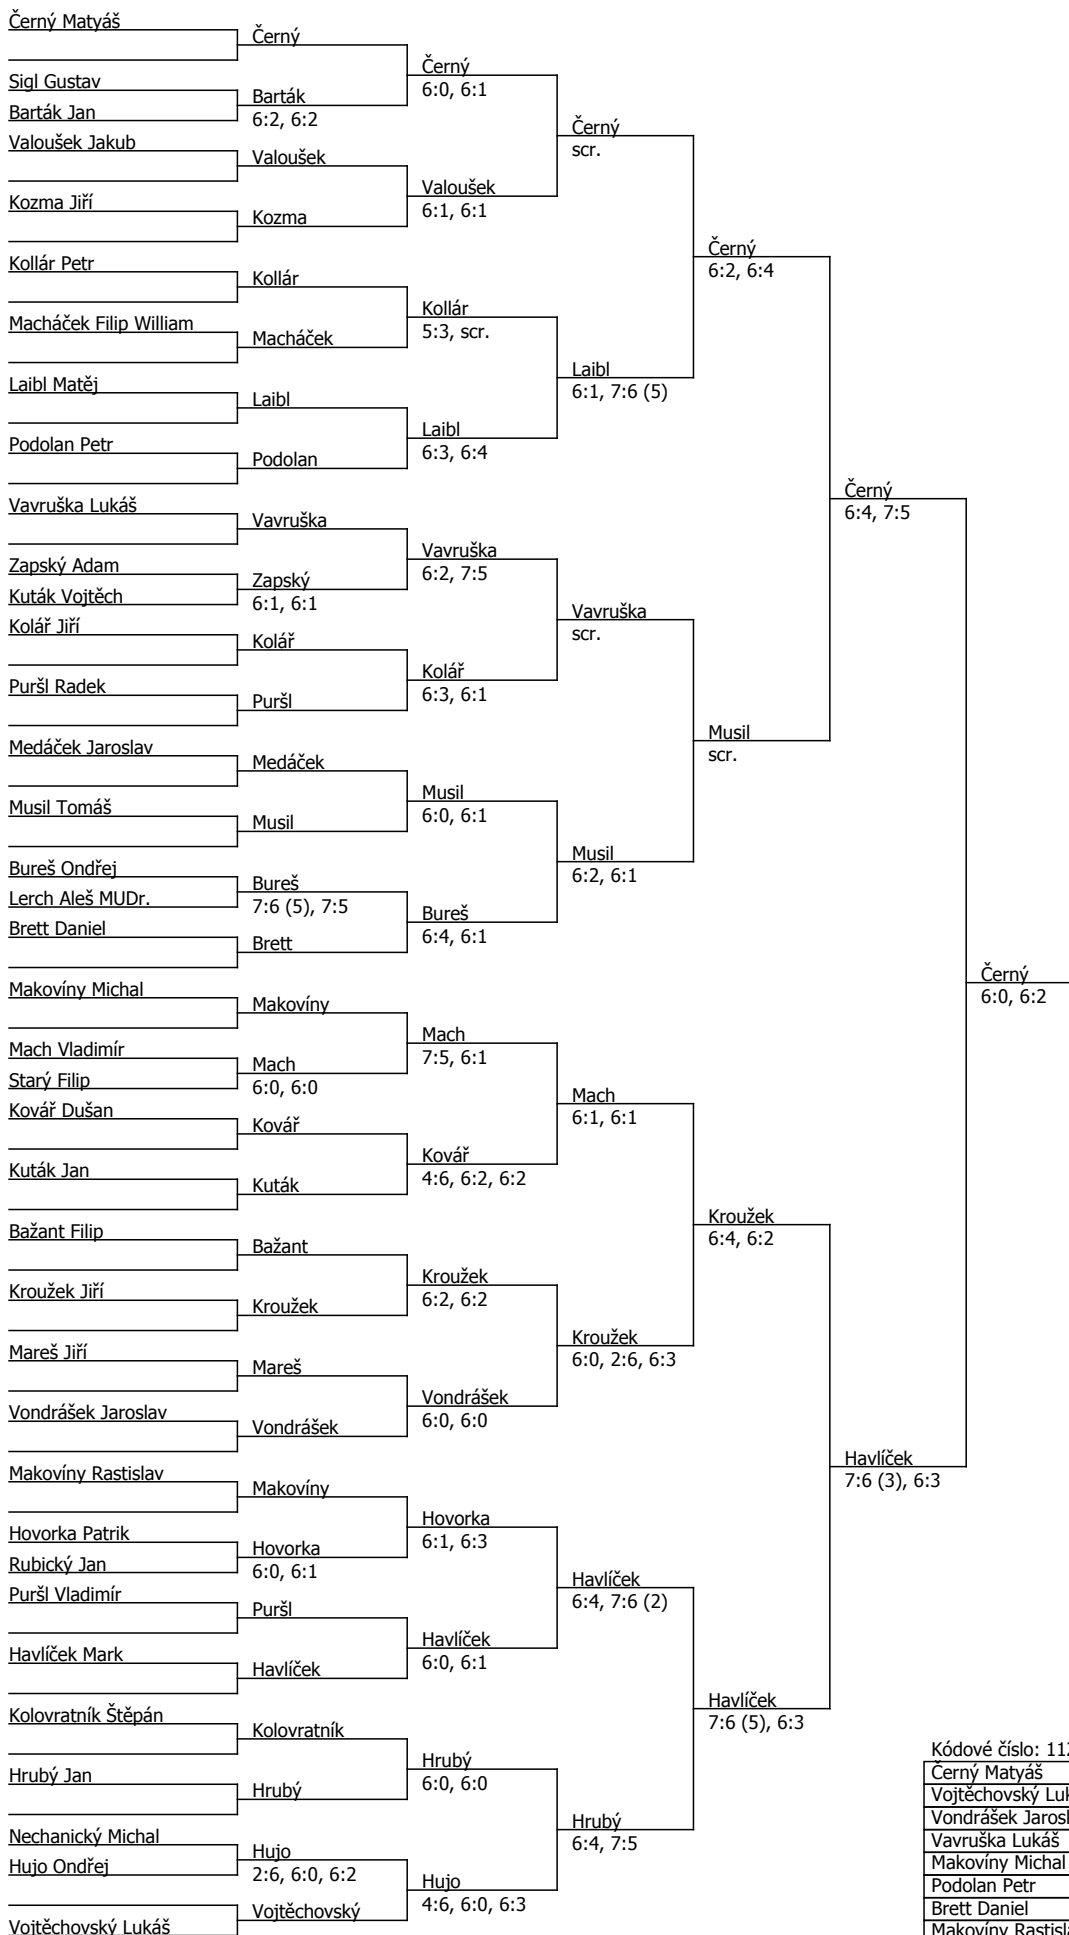 Černý Matyáš
Sigl Gustav
Barták Jan
Valoušek Jakub
Kozma Jiří
Kollár Petr
Macháček Filip William
Laibl Matěj
Podolan Petr
Vavruška Lukáš
Zapský Adam
Kuták Vojtěch
Kolář Jiří
Puršl Radek
Medáček Jaroslav
Musil Tomáš
Bureš Ondřej
Lerch Aleš MUDr.
Brett Daniel
Makovíny Michal
Mach Vladimír
Starý Filip
Kovář Dušan
Kuták Jan
Bažant Filip
Kroužek Jiří
Mareš Jiří
Vondrášek Jaroslav
Makovíny Rastislav
Hovorka Patrik
Rubický Jan
Puršl Vladimír
Havlíček Mark
Kolovratník Štěpán
Hrubý Jan
Nechanický Michal
Hujo Ondřej
Vojtěchovský Lukáš
Černý
Barták
6:2, 6:2
Valoušek
Kozma
Kollár
Macháček
Laibl
Podolan
Vavruška
Zapský
6:1, 6:1
Kolář
Puršl
Medáček
Musil
Bureš
7:6 (5), 7:5
Brett
Makovíny
Mach
6:0, 6:0
Kovář
Kuták
Bažant
Kroužek
Mareš
Vondrášek
Makovíny
Hovorka
6:0, 6:1
Puršl
Havlíček
Kolovratník
Hrubý
Hujo
2:6, 6:0, 6:2
Vojtěchovský
Černý
6:0, 6:1
Valoušek
6:1, 6:1
Kollár
5:3, scr.
Laibl
6:3, 6:4
Vavruška
6:2, 7:5
Kolář
6:3, 6:1
Musil
6:0, 6:1
Bureš
6:4, 6:1
Mach
7:5, 6:1
Kovář
4:6, 6:2, 6:2
Kroužek
6:2, 6:2
Vondrášek
6:0, 6:0
Hovorka
6:1, 6:3
Havlíček
6:0, 6:1
Hrubý
6:0, 6:0
Hujo
4:6, 6:0, 6:3
Černý
scr.
Laibl
6:1, 7:6 (5)
Vavruška
scr.
Musil
6:2, 6:1
Mach
6:1, 6:1
Kroužek
6:0, 2:6, 6:3
Havlíček
6:4, 7:6 (2)
Hrubý
6:4, 7:5
Černý
6:2, 6:4
Musil
scr.
Kroužek
6:4, 6:2
Havlíček
7:6 (5), 6:3
Černý
6:4, 7:5
Havlíček
7:6 (3), 6:3
Černý
6:0, 6:2
Kódové číslo:
Černý Matyáš
Vojtěchovský
Vondrášek
Vavruška Lukáš
Makovíny Michal
Podolan Petr
Brett Daniel
Makovíny